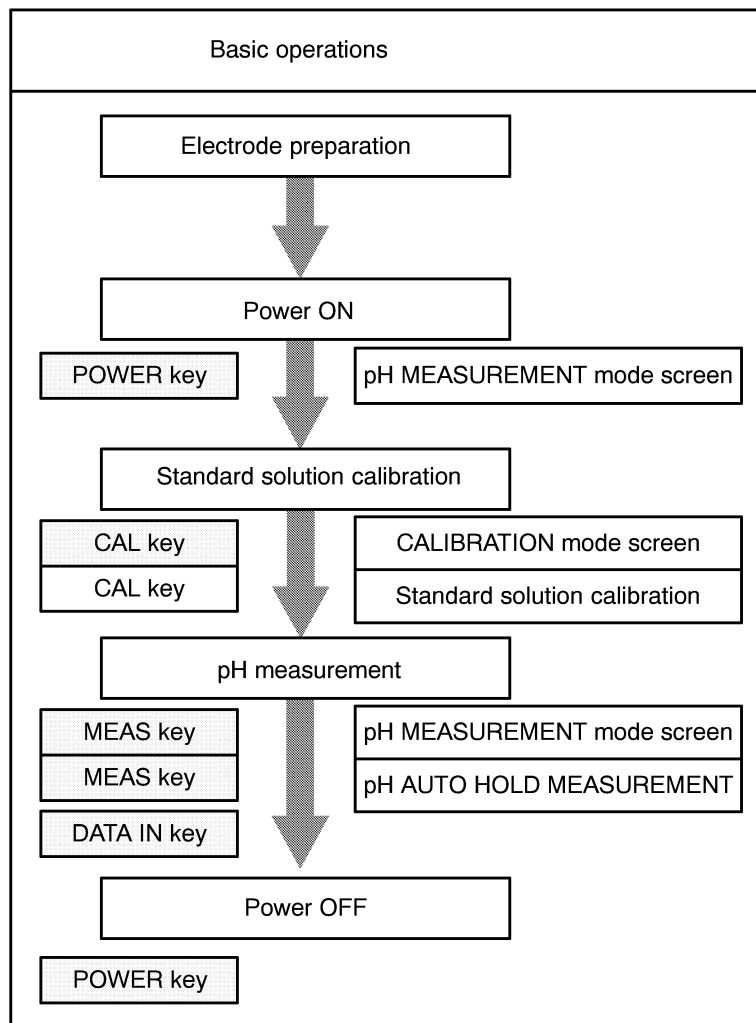 Basic operations
Electrode preparation
Power ON
POWER key
pH MEASUREMENT mode screen
Standard solution calibration
CAL key
CALIBRATION mode screen
CAL key
Standard solution calibration
pH measurement
MEAS key
pH MEASUREMENT mode screen
MEAS key
pH AUTO HOLD MEASUREMENT
DATA IN key
Power OFF
POWER key